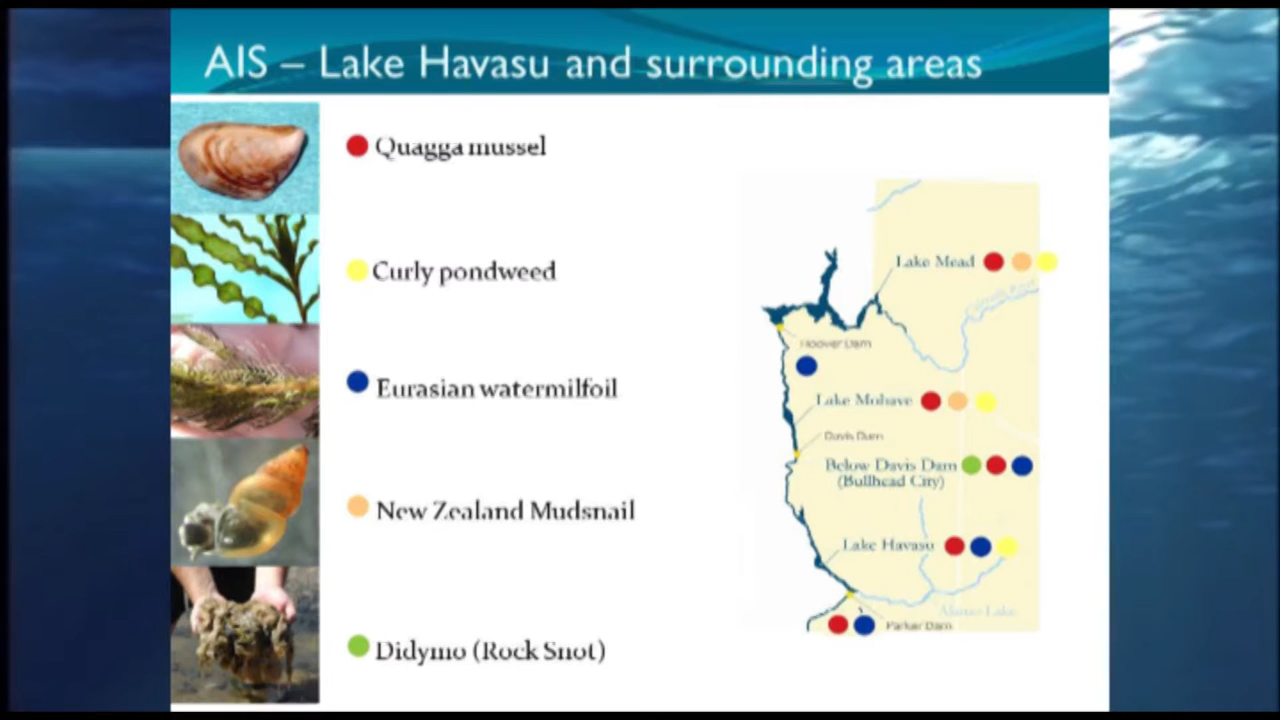 AIS – Lake Havasu and surrounding areas
Quagga mussel
Curly pondweed
Eurasian watermilfoil
New Zealand Mudsnail
Didymo (Rock Snot)
Lake Mead
Hoover Dam
Lake Mohave
Davis Dam
Below Davis Dam
(Bullhead City)
Lake Havasu
Alamo Lake
Parker Dam